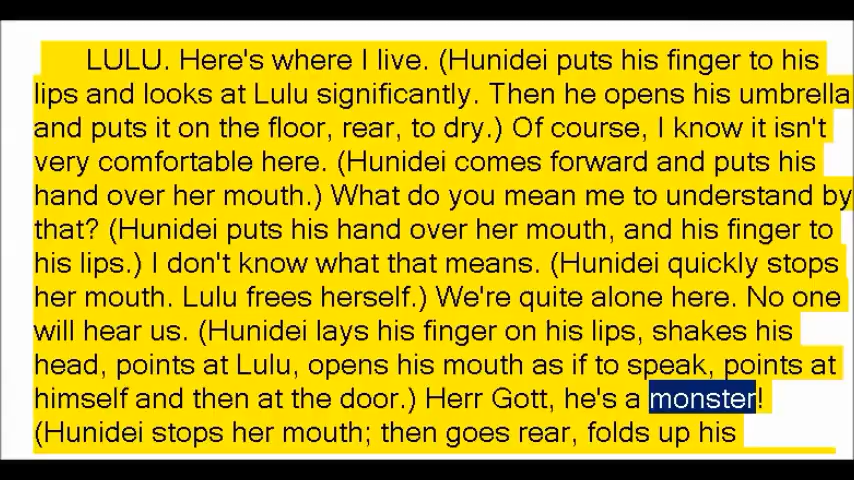 LULU. Here's where I live. (Hunidei puts his finger to his
lips and looks at Lulu significantly. Then he opens his umbrella
and puts it on the floor, rear, to dry.) Of course, I know it isn't
very comfortable here. (Hunidei comes forward and puts his
hand over her mouth.) What do you mean me to understand by
that? (Hunidei puts his hand over her mouth, and his finger to
his lips.) I don't know what that means. (Hunidei quickly stops
her mouth. Lulu frees herself.) We're quite alone here. No one
will hear us. (Hunidei lays his finger on his lips, shakes his
head, points at Lulu, opens his mouth as if to speak, points at
himself and then at the door.) Herr Gott, he's a monster!
(Hunidei stops her mouth; then goes rear, folds up his